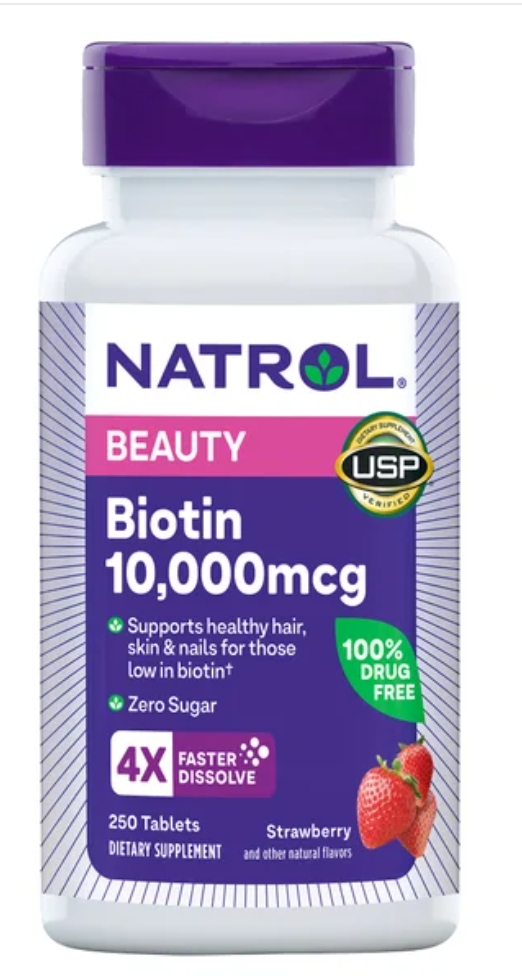 NATROL®
BEAUTY
DIETARY SUPPLEMENT
USP
VERIFIED
Biotin
10,000mcg
Supports healthy hair,
skin & nails for those
low in biotin†
Zero Sugar
100%
DRUG
FREE
4X
FASTER
DISSOLVE
250 Tablets
DIETARY SUPPLEMENT
Strawberry
and other natural flavors